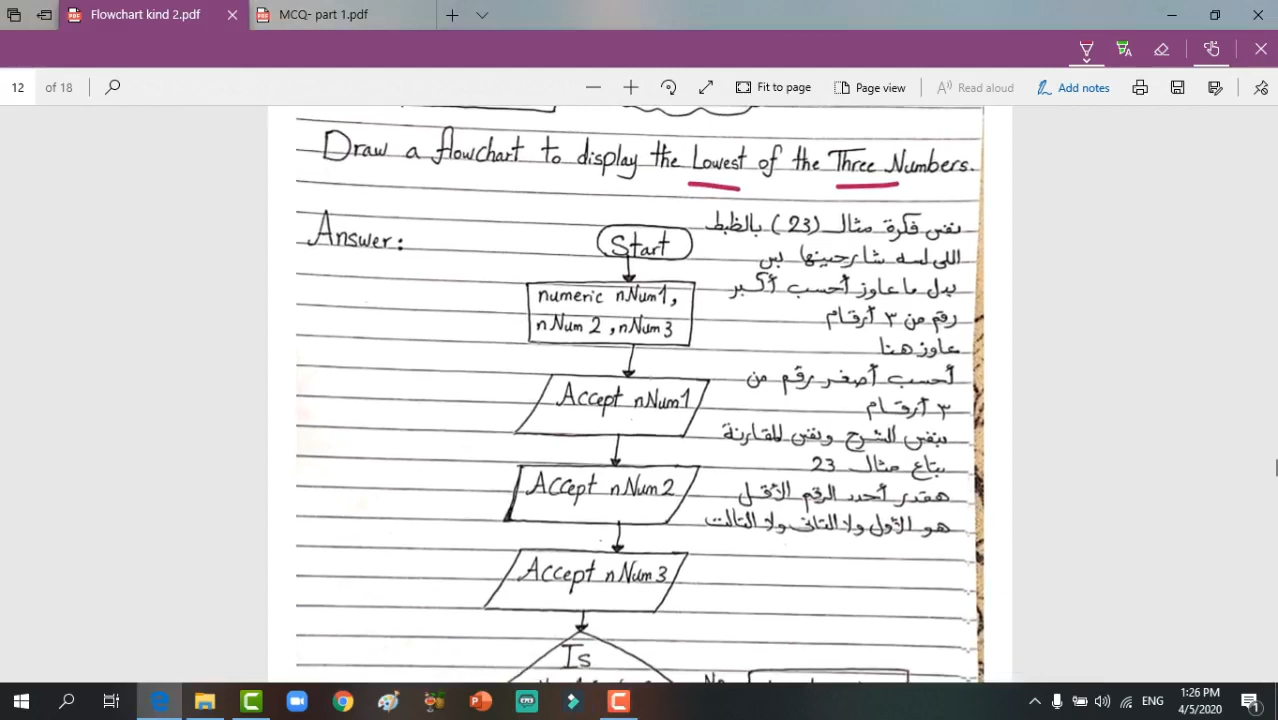 Flowchart kind 2.pdf
MCQ- part 1.pdf
12 of 18
Fit to page
Page view
Read aloud
Add notes
Draw a flowchart to display the Lowest of the Three Numbers.
Answer:
Start
numeric nNum1,
nNum 2 , nNum 3
Accept nNum1
Accept nNum2
Accept nNum3
Is
No
نفس فكرة مثال (23) بالظبط
اللى لسه شارحينها بس
بدل ما عاوز أحسب أكبر
رقم من ٣ أرقام
عاوز هنا
أحسب أصغر رقم من
٣ أرقام
بنفس الشرح ونفس المقارنة
بتاع مثال 23
هقدر أحدد الرقم الأقل
هو الأول ولا التانى ولا التالت
ENG
1:26 PM
4/5/2020